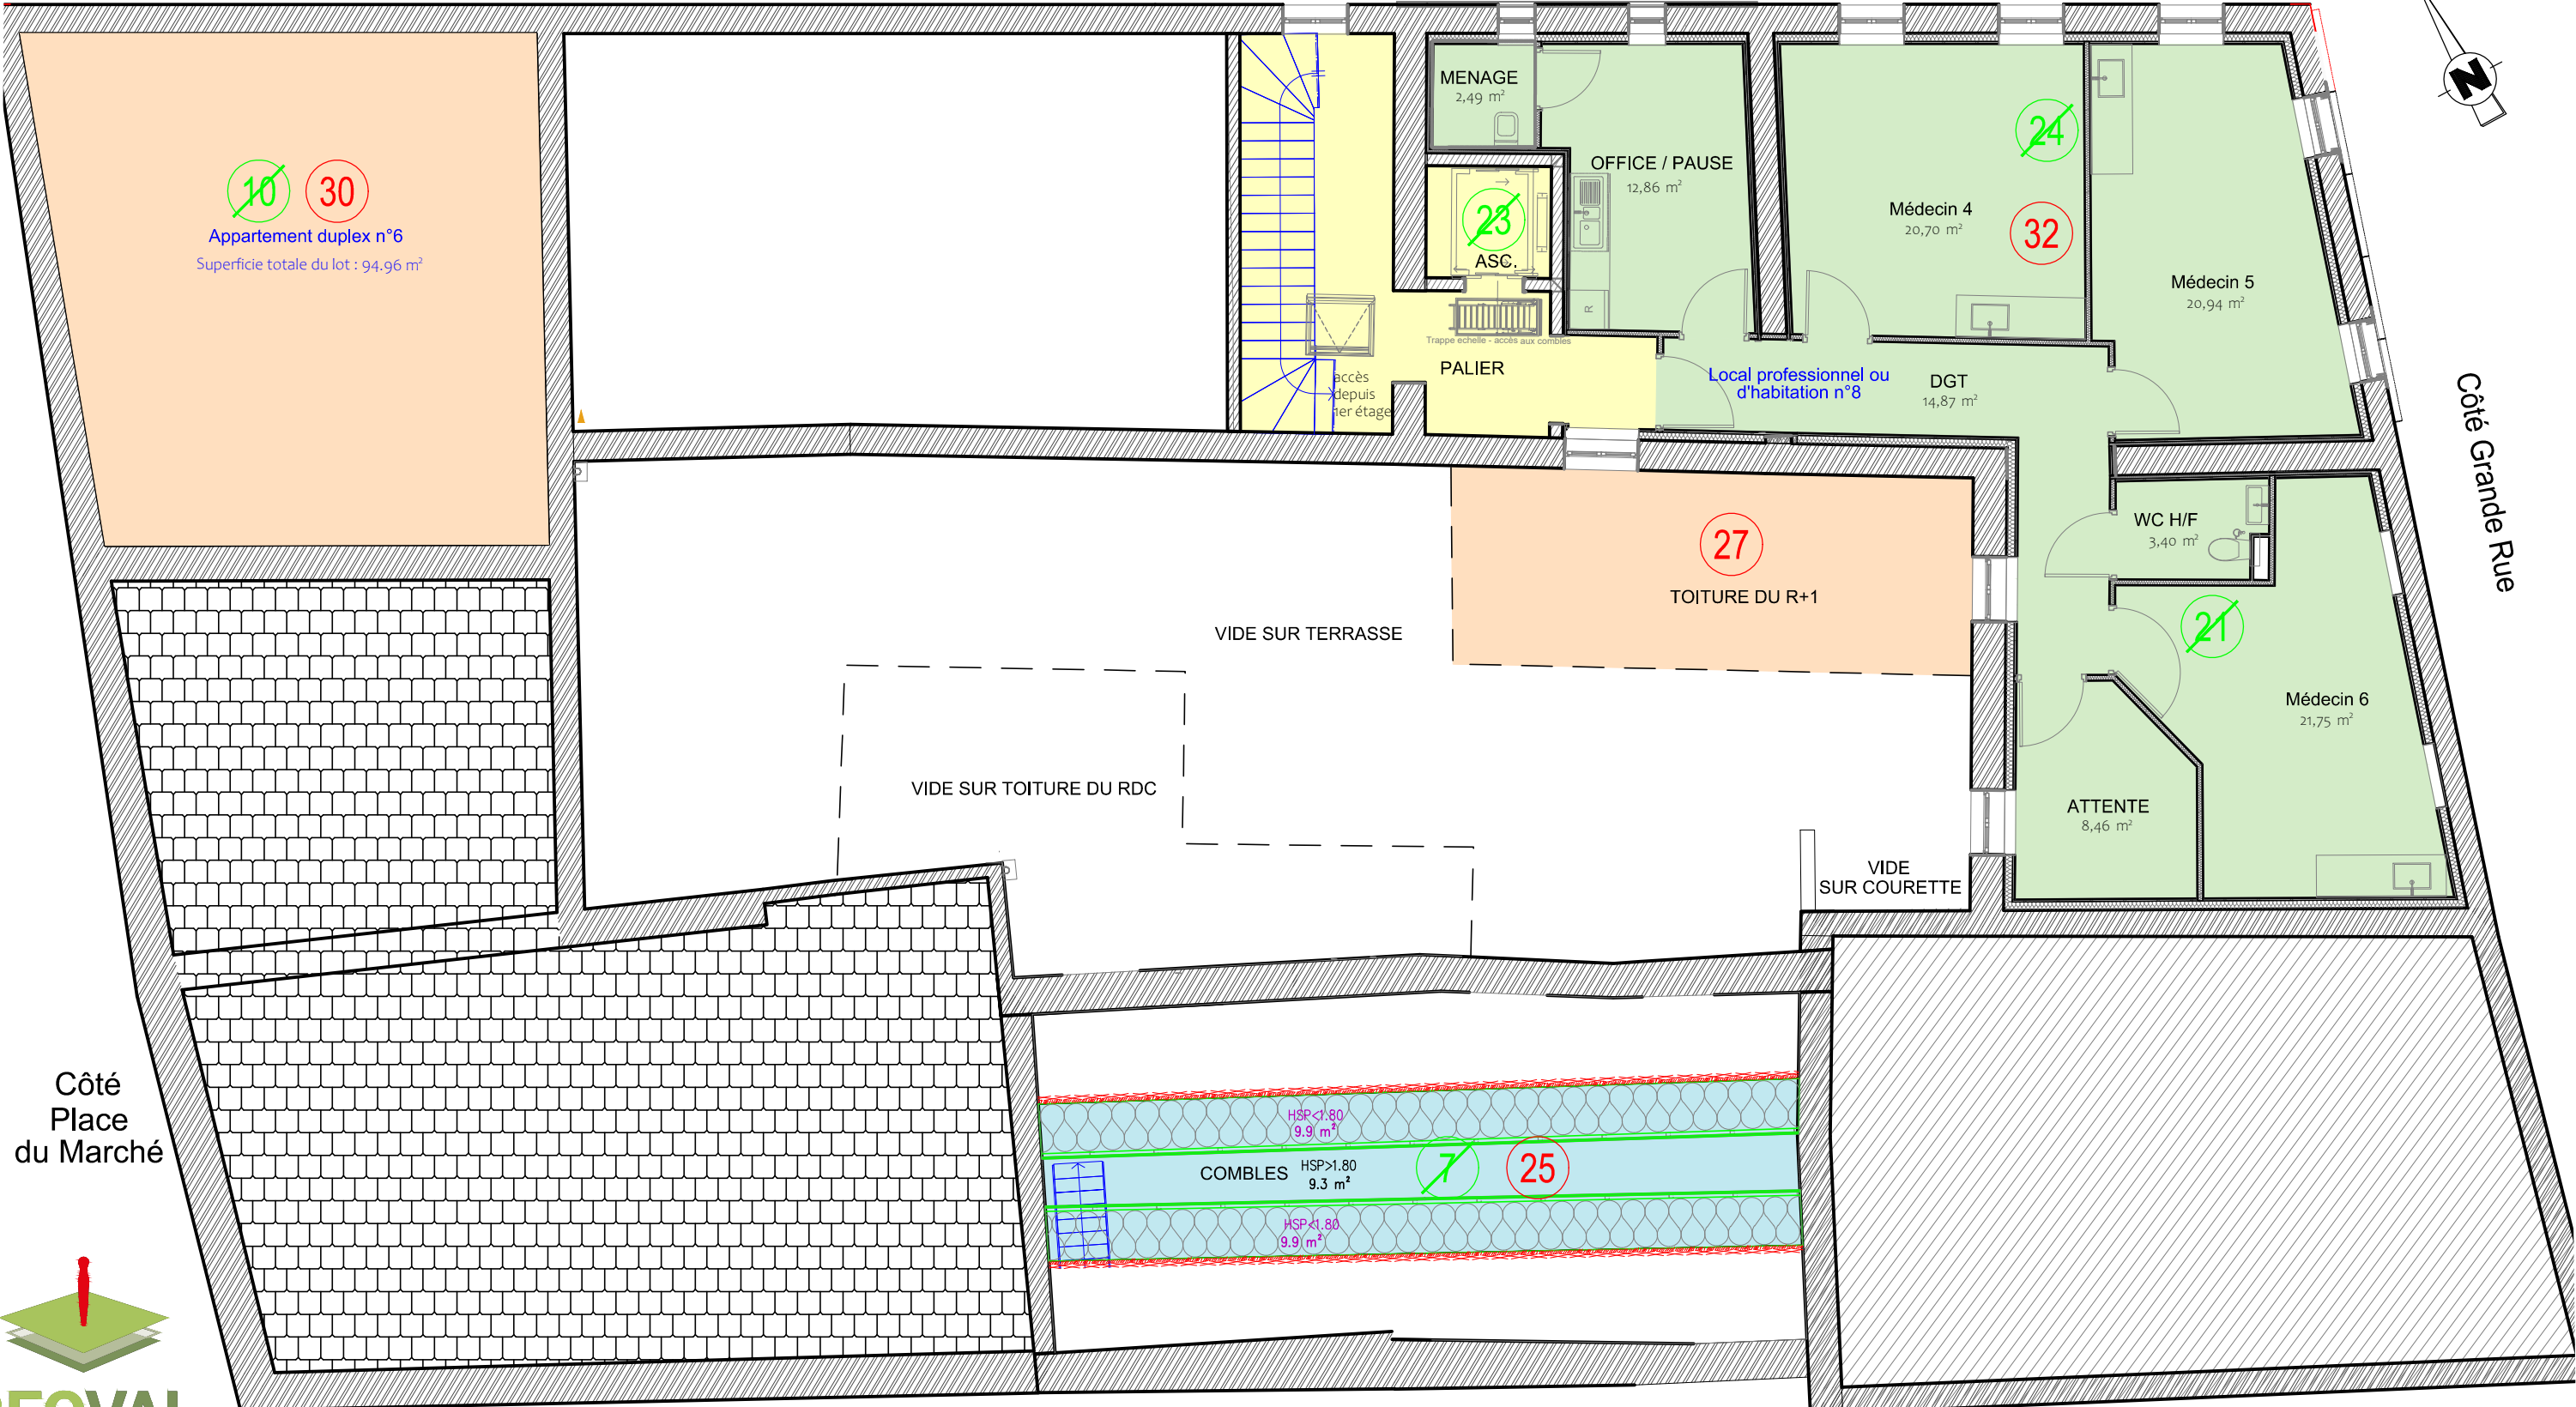 10
30
Appartement duplex n°6
Superficie totale du lot : 94.96 m²
MENAGE
2,49 m²
OFFICE / PAUSE
12,86 m²
23
ASC.
R
Trappe echelle - accès aux combles
PALIER
accès
depuis
1er étage
24
Médecin 4
20,70 m²
32
Médecin 5
20,94 m²
Local professionnel ou
d'habitation n°8
DGT
14,87 m²
N
Côté Grande Rue
WC H/F
3,40 m²
27
TOITURE DU R+1
21
VIDE SUR TERRASSE
Médecin 6
21,75 m²
VIDE SUR TOITURE DU RDC
ATTENTE
8,46 m²
VIDE
SUR COURETTE
Côté
Place
du Marché
HSP<1.80
9.9 m²
COMBLES
HSP>1.80
9.3 m²
7
25
HSP<1.80
9.9 m²